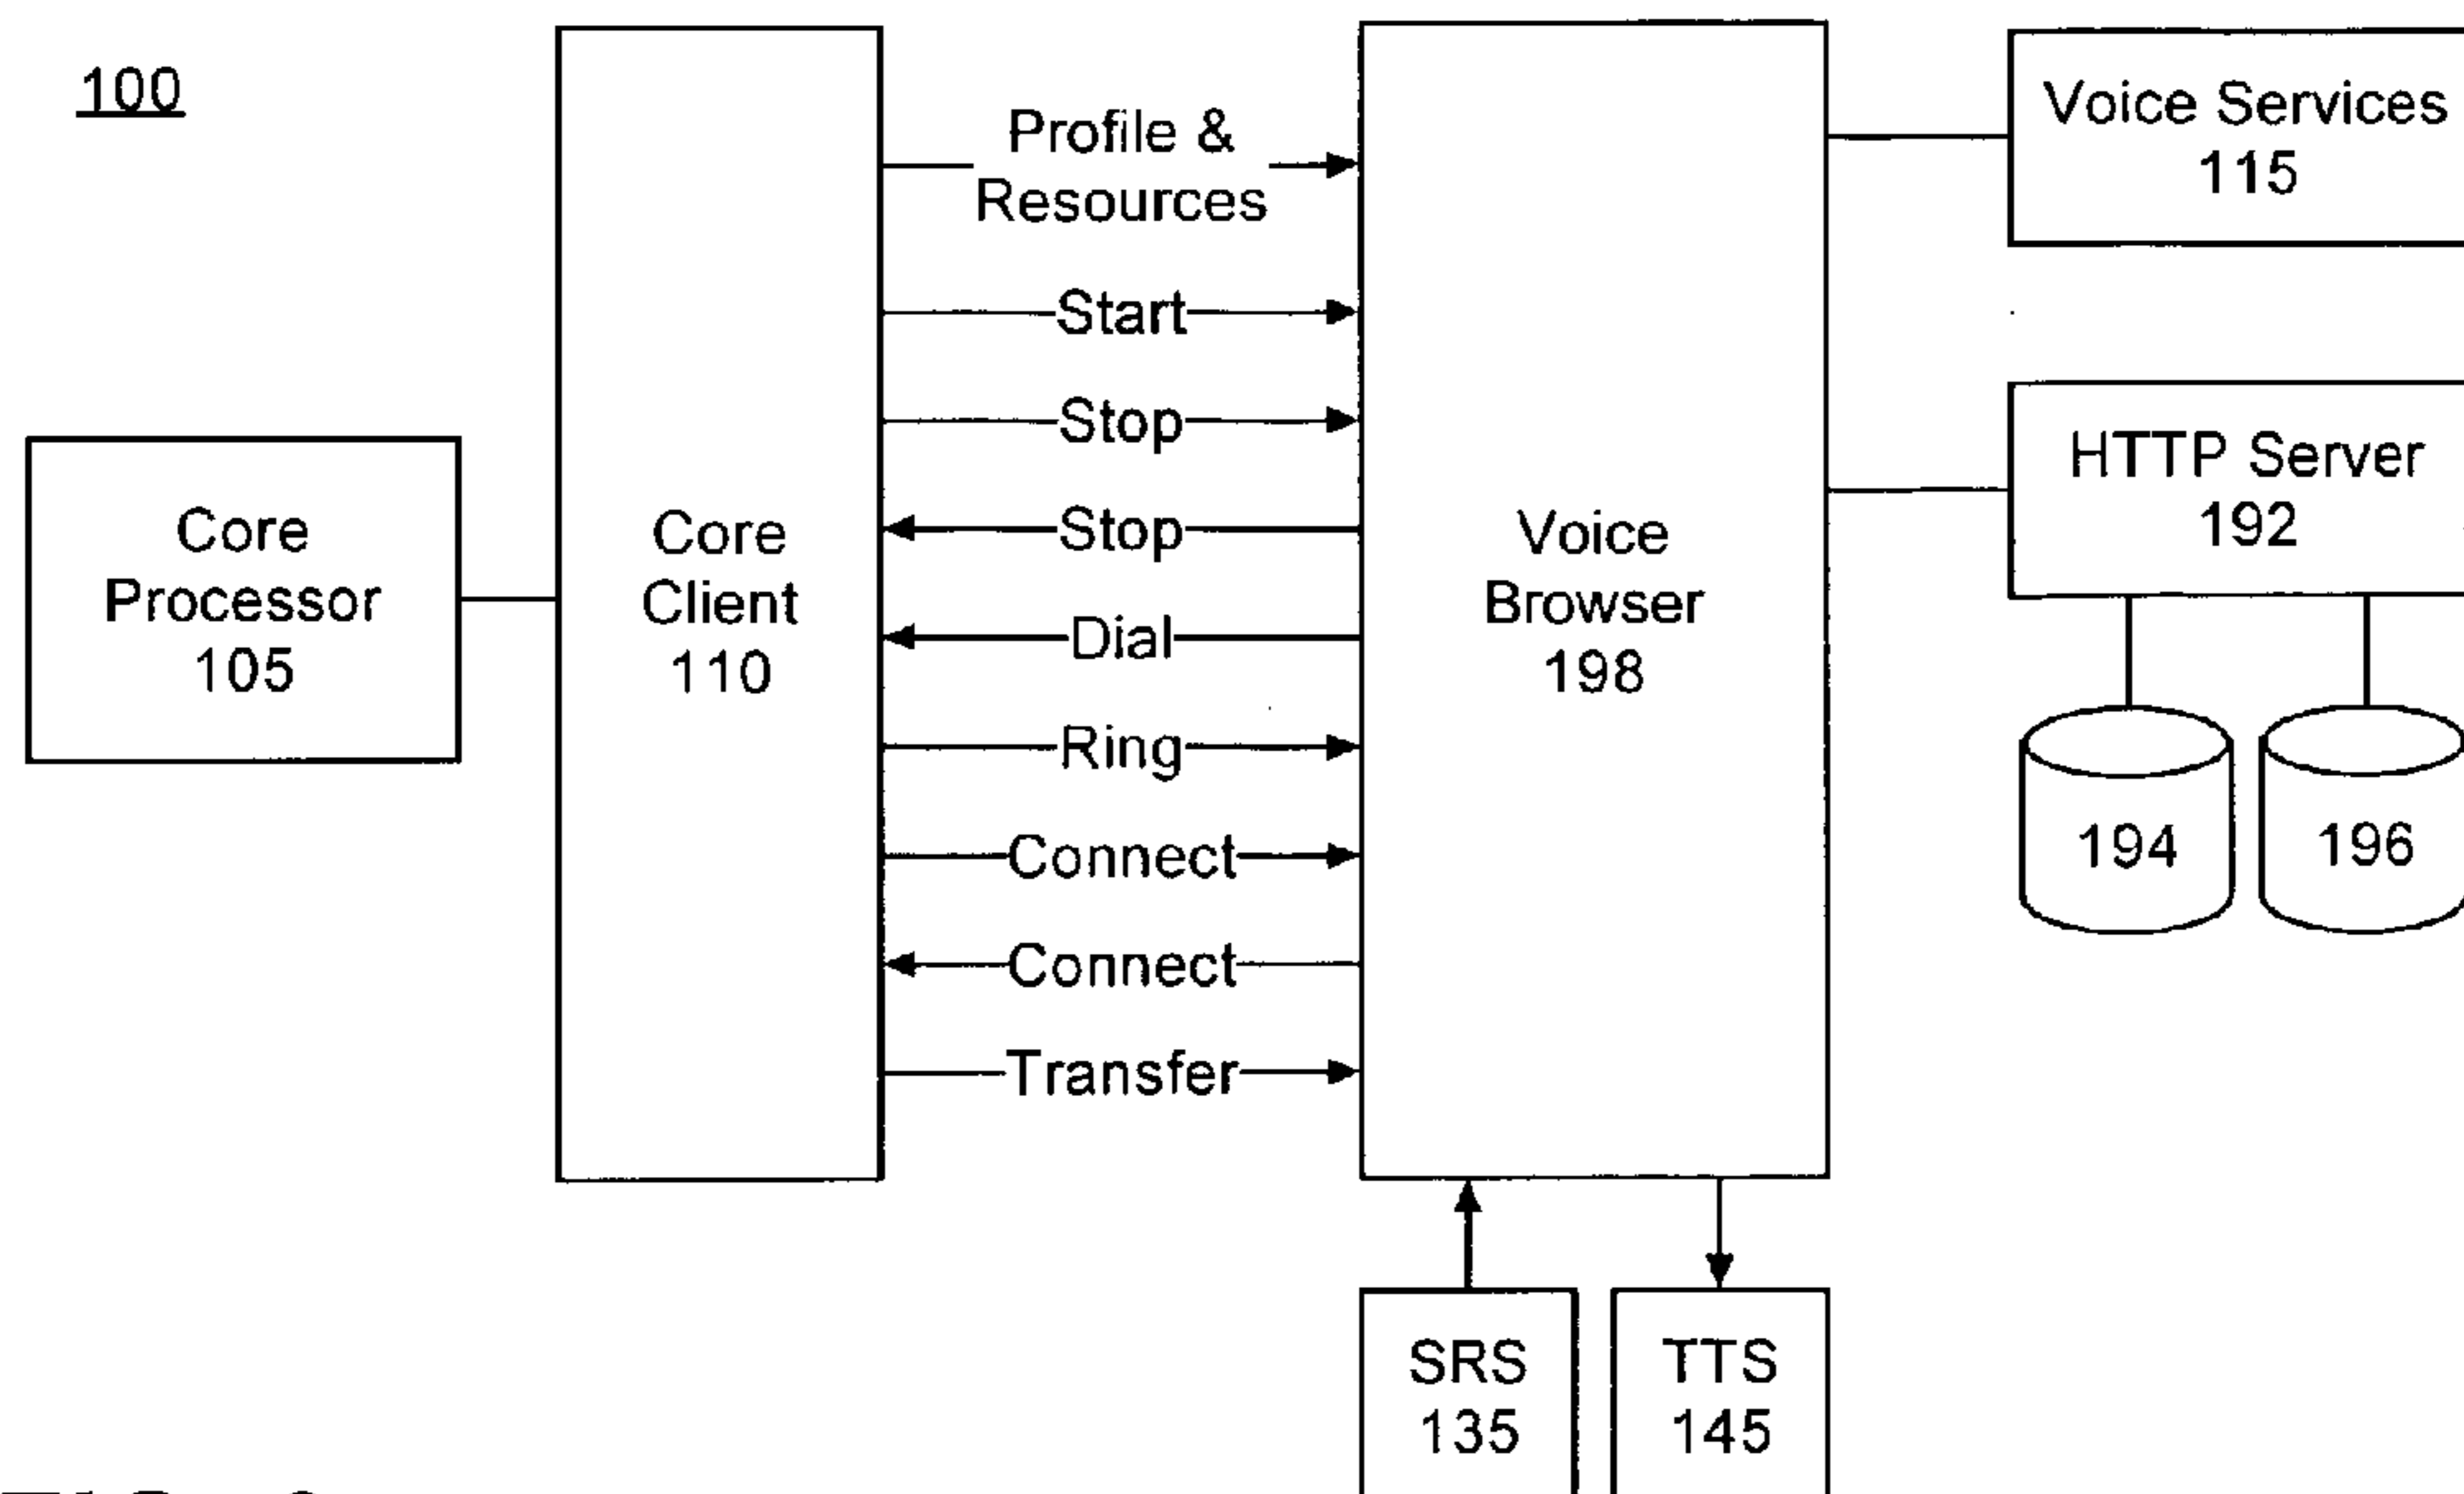 100
Core
Processor
105
Core
Client
110
Profile &
Resources
Start
Stop
Stop
Dial
Ring
Connect
Connect
Transfer
Voice
Browser
198
Voice Services
115
HTTP Server
192
194
196
SRS
135
TTS
145